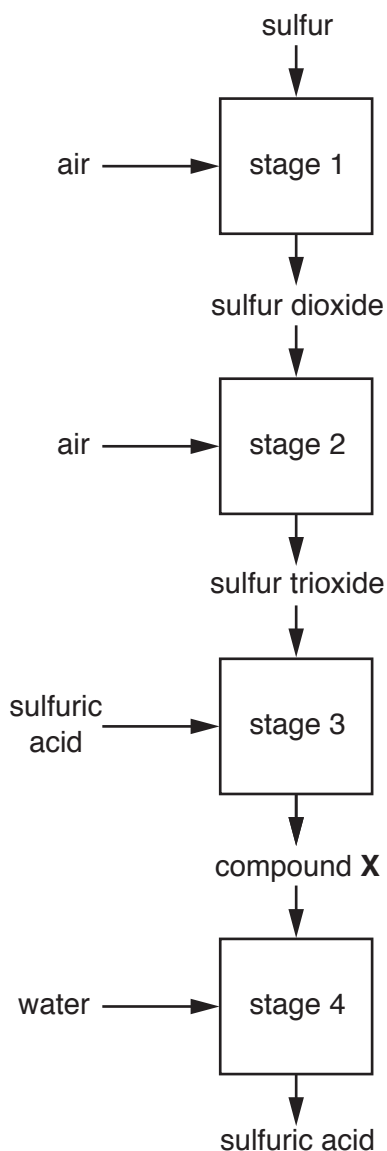 sulfur
air
stage 1
sulfur dioxide
air
stage 2
sulfur trioxide
sulfuric
acid
stage 3
compound X
water
stage 4
sulfuric acid